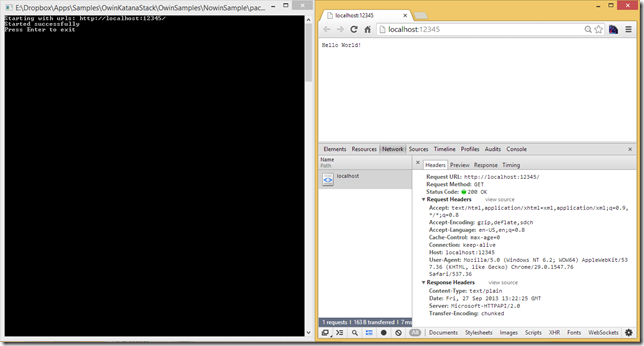 E:\Dropbox\Apps\Samples\OwinKatanaStack\OwinSamples\NowinSample\pac...
Starting with urls: http://localhost:12345/
Started successfully
Press Enter to exit
localhost:12345
localhost:12345
Hello World!
Elements Resources Network Sources Timeline Profiles Audits Console
Name
Path
localhost
Headers Preview Response Timing
Request URL: http://localhost:12345/
Request Method: GET
Status Code: 200 OK
Request Headers view source
Accept: text/html,application/xhtml+xml,application/xml;q=0.9,
*/*;q=0.8
Accept-Encoding: gzip,deflate,sdch
Accept-Language: en-US,en;q=0.8
Cache-Control: max-age=0
Connection: keep-alive
Host: localhost:12345
User-Agent: Mozilla/5.0 (Windows NT 6.2; WOW64) AppleWebKit/53
7.36 (KHTML, like Gecko) Chrome/29.0.1547.76
Safari/537.36
Response Headers view source
Content-Type: text/plain
Date: Fri, 27 Sep 2013 13:22:25 GMT
Server: Microsoft-HTTPAPI/2.0
Transfer-Encoding: chunked
1 requests | 163 B transferred | 7 ms
All Documents Stylesheets Images Scripts XHR Fonts WebSockets